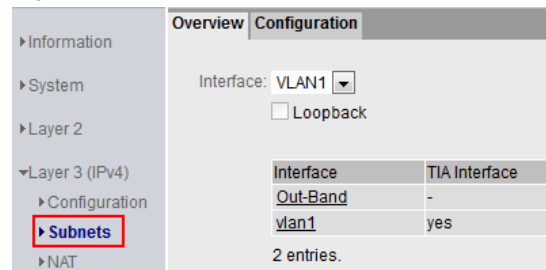 Overview Configuration
Information
System
Layer 2
Layer 3 (IPv4)
Configuration
Subnets
NAT
Interface: VLAN1
Loopback
Interface TIA Interface
Out-Band -
vlan1 yes
2 entries.